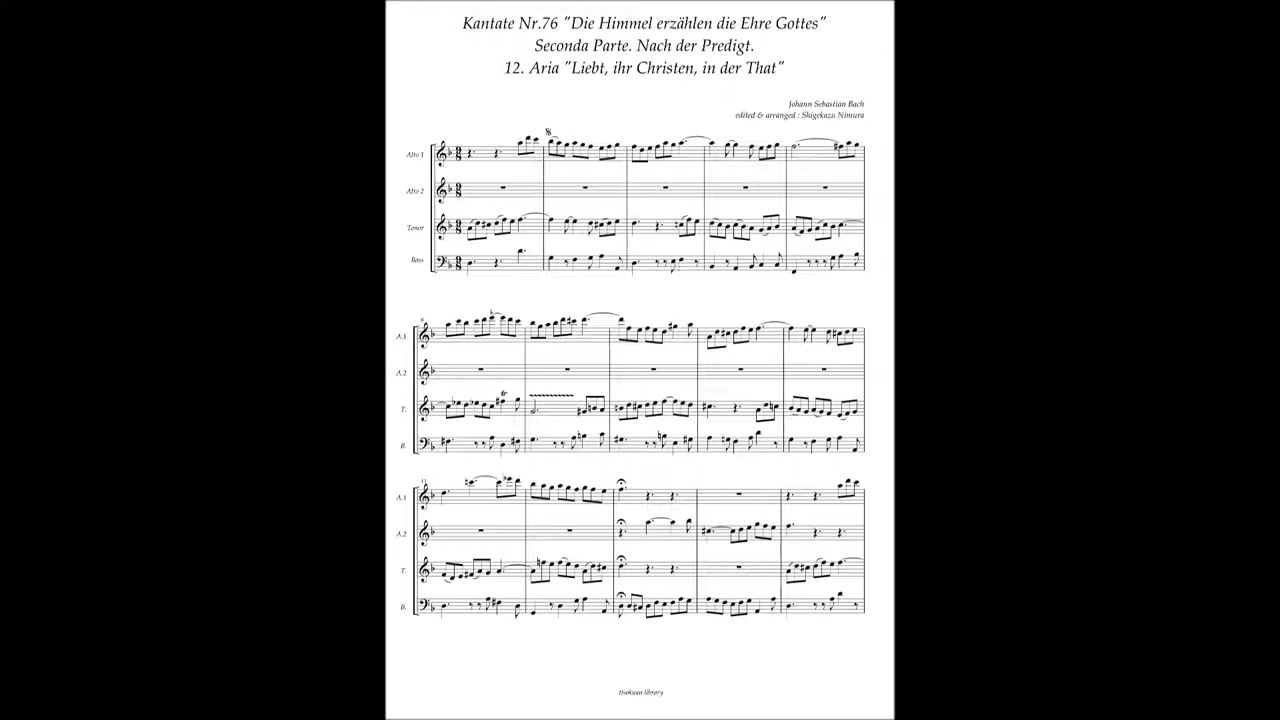 Kantate Nr.76 "Die Himmel erzählen die Ehre Gottes"
Seconda Parte. Nach der Predigt.
12. Aria "Liebt, ihr Christen, in der That"
Johann Sebastian Bach
edited & arranged : Shigekazu Nimura
Alto 1
Alto 2
Tenor
Bass
6
A.1
A.2
T.
B.
11
A.1
A.2
T.
B.
library